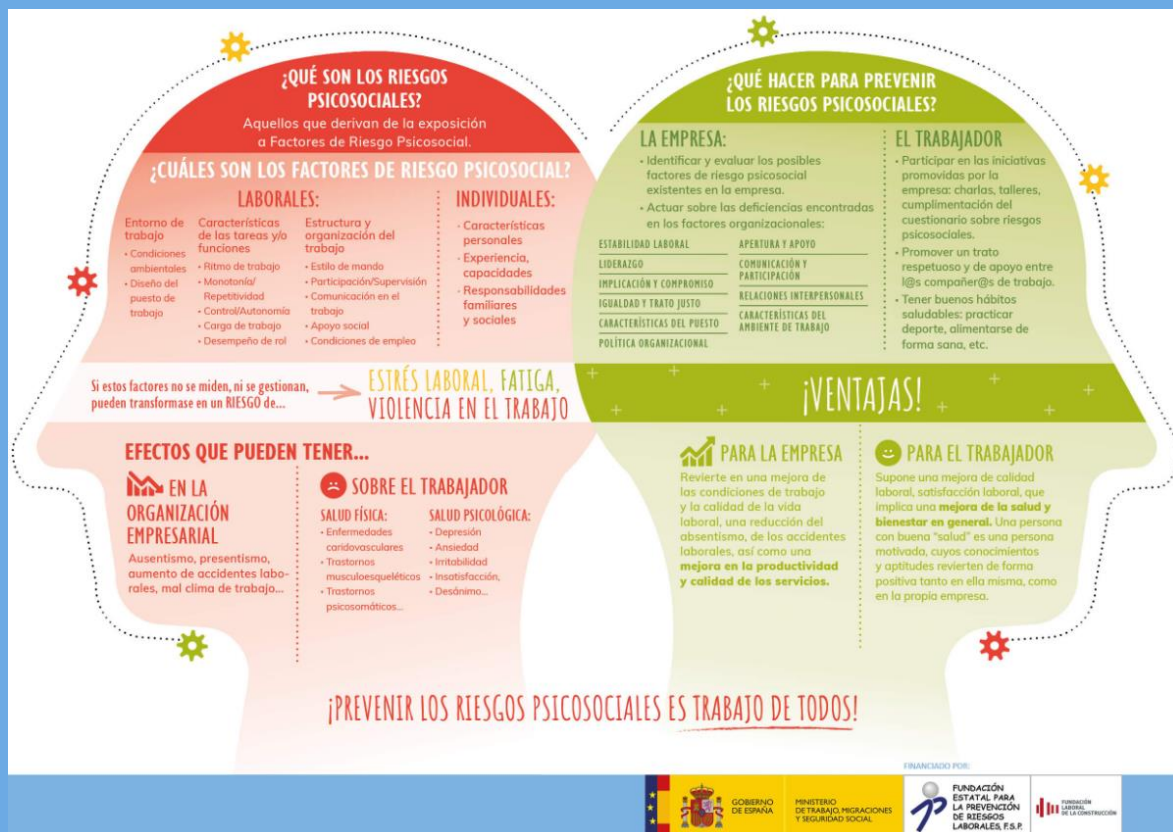 ¿QUÉ SON LOS RIESGOS
PSICOSOCIALES?
Aquellos que derivan de la exposición
a Factores de Riesgo Psicosocial.
¿CUÁLES SON LOS FACTORES DE RIESGO PSICOSOCIAL?
LABORALES:
Entorno de
trabajo
• Condiciones
ambientales
• Diseño del
puesto de
trabajo
Características
de las tareas y/o
funciones
• Ritmo de trabajo
• Monotonía/
Repetitividad
• Control/Autonomía
• Carga de trabajo
• Desempeño de rol
Estructura y
organización del
trabajo
• Estilo de mando
• Participación/Supervisión
• Comunicación en el
trabajo
• Apoyo social
• Condiciones de empleo
INDIVIDUALES:
• Características
personales
• Experiencia,
capacidades
• Responsabilidades
familiares
y sociales
Si estos factores no se miden, ni se gestionan,
pueden transformase en un RIESGO de...
ESTRÉS LABORAL, FATIGA,
VIOLENCIA EN EL TRABAJO
EFECTOS QUE PUEDEN TENER...
EN LA
ORGANIZACIÓN
EMPRESARIAL
Ausentismo, presentismo,
aumento de accidentes labo-
rales, mal clima de trabajo...
SOBRE EL TRABAJADOR
SALUD FÍSICA:
• Enfermedades
caridovasculares
• Trastornos
musculoesqueléticos
• Trastornos
psicosomáticos...
SALUD PSICOLÓGICA:
• Depresión
• Ansiedad
• Irritabilidad
• Insatisfacción,
• Desánimo...
¿QUÉ HACER PARA PREVENIR
LOS RIESGOS PSICOSOCIALES?
LA EMPRESA:
• Identificar y evaluar los posibles
factores de riesgo psicosocial
existentes en la empresa.
• Actuar sobre las deficiencias encontradas
en los factores organizacionales:
ESTABILIDAD LABORAL
LIDERAZGO
IMPLICACIÓN Y COMPROMISO
IGUALDAD Y TRATO JUSTO
CARACTERÍSTICAS DEL PUESTO
POLÍTICA ORGANIZACIONAL
APERTURA Y APOYO
COMUNICACIÓN Y
PARTICIPACIÓN
RELACIONES INTERPERSONALES
CARACTERÍSTICAS DEL
AMBIENTE DE TRABAJO
EL TRABAJADOR
• Participar en las iniciativas
promovidas por la
empresa: charlas, talleres,
cumplimentación del
cuestionario sobre riesgos
psicosociales.
• Promover un trato
respetuoso y de apoyo entre
l@s compañer@s de trabajo.
• Tener buenos hábitos
saludables: practicar
deporte, alimentarse de
forma sana, etc.
¡VENTAJAS!
PARA LA EMPRESA
Revierte en una mejora de
las condiciones de trabajo
y la calidad de la vida
laboral, una reducción del
absentismo, de los accidentes
laborales, así como una
mejora en la productividad
y calidad de los servicios.
PARA EL TRABAJADOR
Supone una mejora de calidad
laboral, satisfacción laboral, que
implica una mejora de la salud y
bienestar en general. Una persona
con buena "salud" es una persona
motivada, cuyos conocimientos
y aptitudes revierten de forma
positiva tanto en ella misma, como
en la propia empresa.
¡PREVENIR LOS RIESGOS PSICOSOCIALES ES TRABAJO DE TODOS!
FINANCIADO POR:
GOBIERNO
DE ESPAÑA
MINISTERIO
DE TRABAJO, MIGRACIONES
Y SEGURIDAD SOCIAL
FUNDACIÓN
ESTATAL PARA
LA PREVENCIÓN
DE RIESGOS
LABORALES, F.S.P.
FUNDACIÓN
LABORAL
DE LA CONSTRUCCIÓN